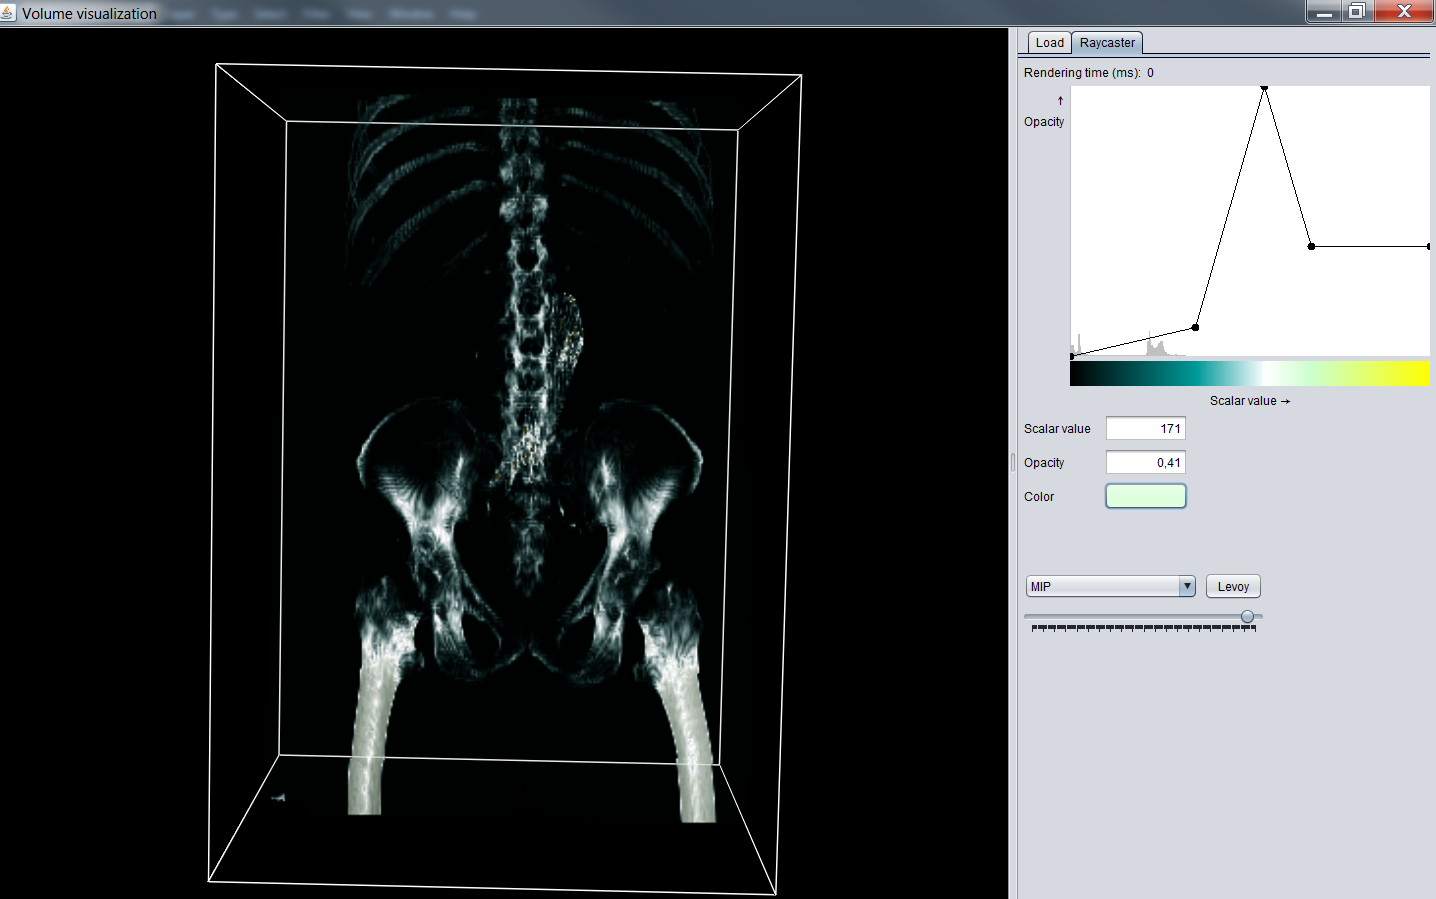 Volume visualization
Load Raycaster
Rendering time (ms): 0
↑
Opacity
Scalar value →
Scalar value 171
Opacity 0,41
Color
MIP Levoy